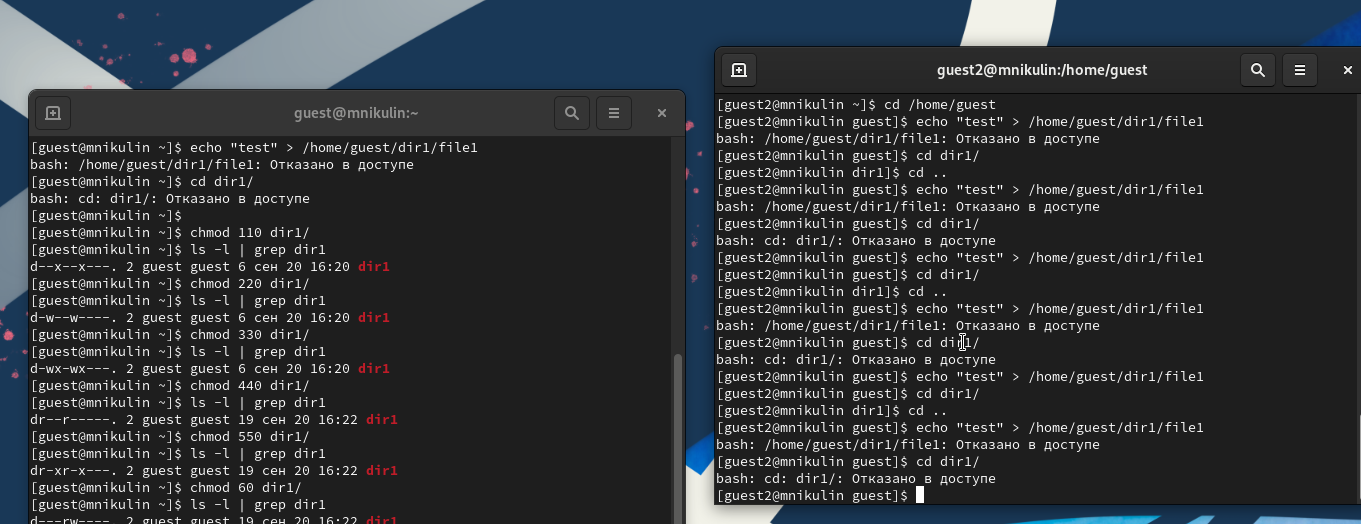 guest@mnikulin:~
[guest@mnikulin ~]$ echo "test" > /home/guest/dir1/file1
bash: /home/guest/dir1/file1: Отказано в доступе
[guest@mnikulin ~]$ cd dir1/
bash: cd: dir1/: Отказано в доступе
[guest@mnikulin ~]$
[guest@mnikulin ~]$ chmod 110 dir1/
[guest@mnikulin ~]$ ls -l | grep dir1
d--x--x---. 2 guest guest 6 сен 20 16:20 dir1
[guest@mnikulin ~]$ chmod 220 dir1/
[guest@mnikulin ~]$ ls -l | grep dir1
d-w--w----. 2 guest guest 6 сен 20 16:20 dir1
[guest@mnikulin ~]$ chmod 330 dir1/
[guest@mnikulin ~]$ ls -l | grep dir1
d-wx-wx---. 2 guest guest 6 сен 20 16:20 dir1
[guest@mnikulin ~]$ chmod 440 dir1/
[guest@mnikulin ~]$ ls -l | grep dir1
dr--r-----. 2 guest guest 19 сен 20 16:22 dir1
[guest@mnikulin ~]$ chmod 550 dir1/
[guest@mnikulin ~]$ ls -l | grep dir1
dr-xr-x---. 2 guest guest 19 сен 20 16:22 dir1
[guest@mnikulin ~]$ chmod 60 dir1/
[guest@mnikulin ~]$ ls -l | grep dir1
d---rw----. 2 guest guest 19 сен 20 16:22 dir1
guest2@mnikulin:/home/guest
[guest2@mnikulin ~]$ cd /home/guest
[guest2@mnikulin guest]$ echo "test" > /home/guest/dir1/file1
bash: /home/guest/dir1/file1: Отказано в доступе
[guest2@mnikulin guest]$ cd dir1/
[guest2@mnikulin dir1]$ cd ..
[guest2@mnikulin guest]$ echo "test" > /home/guest/dir1/file1
bash: /home/guest/dir1/file1: Отказано в доступе
[guest2@mnikulin guest]$ cd dir1/
bash: cd: dir1/: Отказано в доступе
[guest2@mnikulin guest]$ echo "test" > /home/guest/dir1/file1
[guest2@mnikulin guest]$ cd dir1/
[guest2@mnikulin dir1]$ cd ..
[guest2@mnikulin guest]$ echo "test" > /home/guest/dir1/file1
bash: /home/guest/dir1/file1: Отказано в доступе
[guest2@mnikulin guest]$ cd dir1/
bash: cd: dir1/: Отказано в доступе
[guest2@mnikulin guest]$ echo "test" > /home/guest/dir1/file1
[guest2@mnikulin guest]$ cd dir1/
[guest2@mnikulin dir1]$ cd ..
[guest2@mnikulin guest]$ echo "test" > /home/guest/dir1/file1
bash: /home/guest/dir1/file1: Отказано в доступе
[guest2@mnikulin guest]$ cd dir1/
bash: cd: dir1/: Отказано в доступе
[guest2@mnikulin guest]$